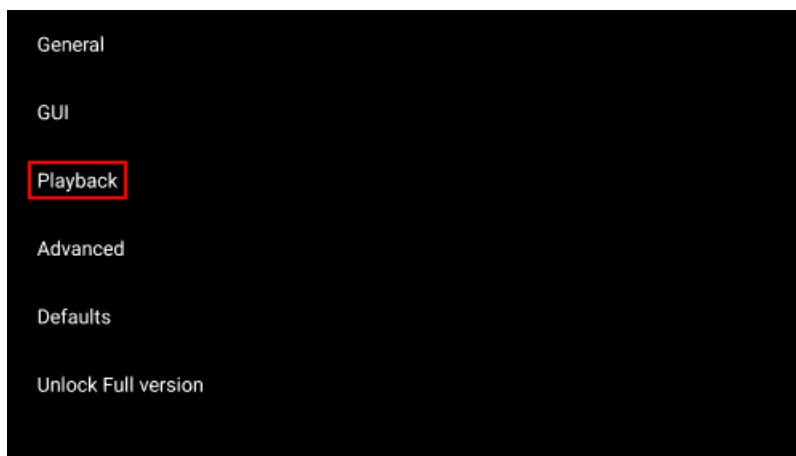 General
GUI
Playback
Advanced
Defaults
Unlock Full version